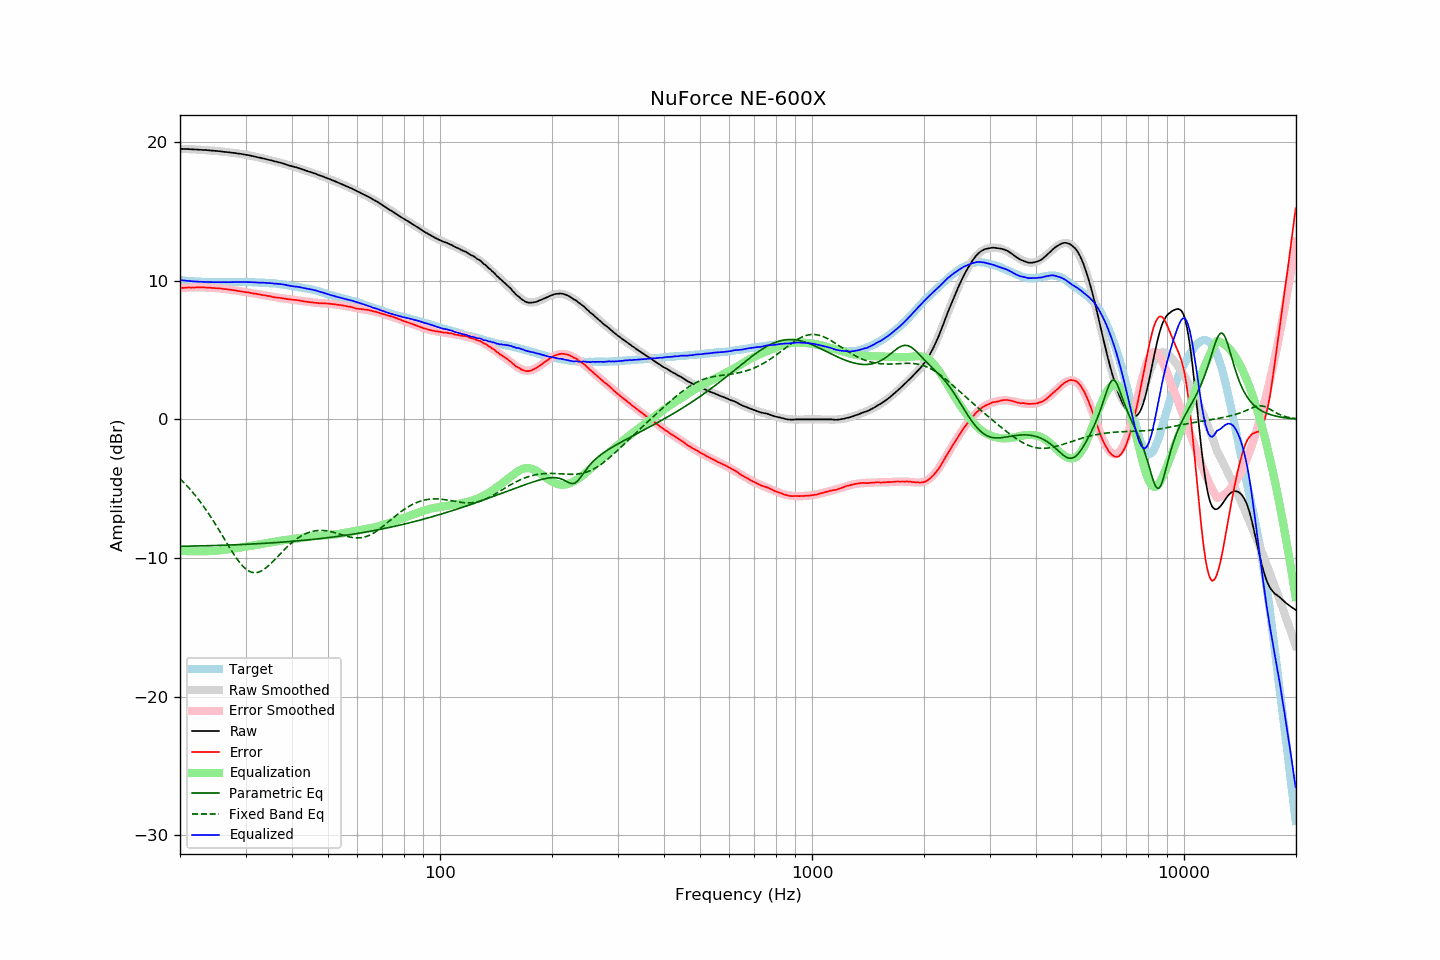 NuForce NE-600X
20
10
0
−10
−20
−30
Amplitude (dBr)
100
1000
10000
Frequency (Hz)
Target
Raw Smoothed
Error Smoothed
Raw
Error
Equalization
Parametric Eq
Fixed Band Eq
Equalized